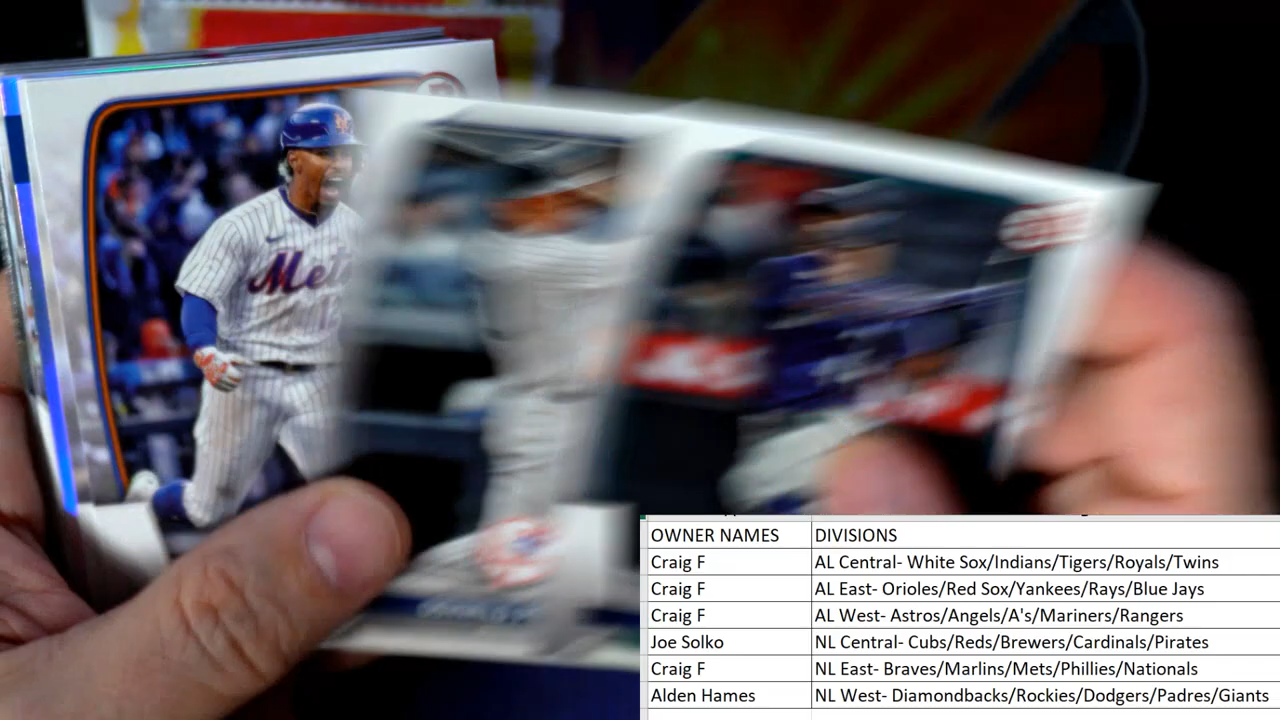 Mets
OWNER NAMES DIVISIONS
Craig F AL Central- White Sox/Indians/Tigers/Royals/Twins
Craig F AL East- Orioles/Red Sox/Yankees/Rays/Blue Jays
Craig F AL West- Astros/Angels/A's/Mariners/Rangers
Joe Solko NL Central- Cubs/Reds/Brewers/Cardinals/Pirates
Craig F NL East- Braves/Marlins/Mets/Phillies/Nationals
Alden Hames NL West- Diamondbacks/Rockies/Dodgers/Padres/Giants